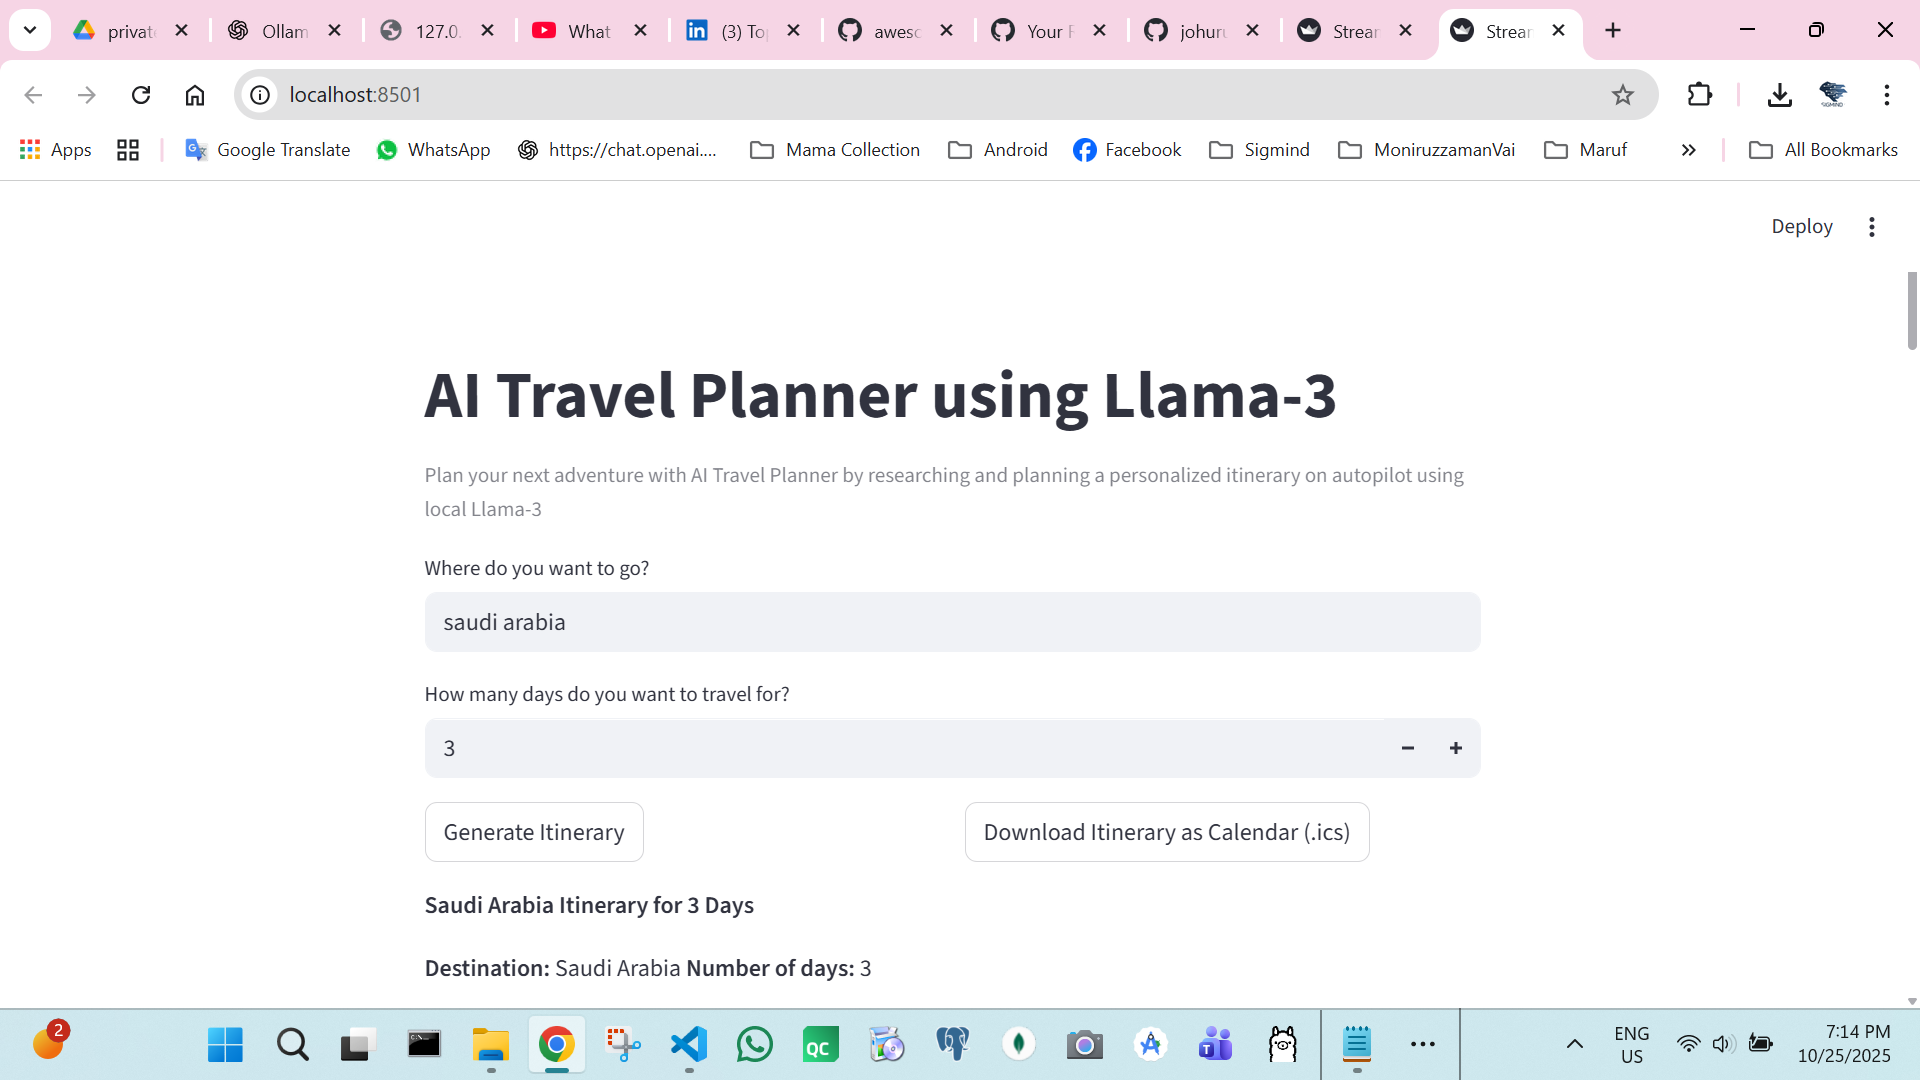 private
Ollam
127.0.
What
(3) To
awesc
Your
johuru
Strear
Strear
localhost:8501
Apps
Google Translate
WhatsApp
https://chat.openai....
Mama Collection
Android
Facebook
Sigmind
MoniruzzamanVai
Maruf
All Bookmarks
Deploy
AI Travel Planner using Llama-3
Plan your next adventure with AI Travel Planner by researching and planning a personalized itinerary on autopilot using
local Llama-3
Where do you want to go?
saudi arabia
How many days do you want to travel for?
3
Generate Itinerary
Download Itinerary as Calendar (.ics)
Saudi Arabia Itinerary for 3 Days
Destination: Saudi Arabia Number of days: 3
2
QC
ENG
US
7:14 PM
10/25/2025